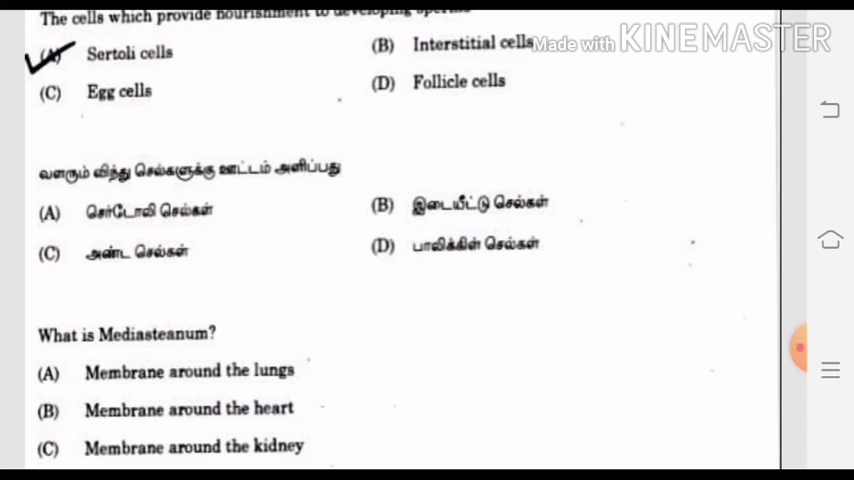 The cells which provide nourishment to developing sperms
(A) Sertoli cells (B) Interstitial cells
Made with KINEMASTER
(C) Egg cells (D) Follicle cells
வளரும் விந்து செல்களுக்கு ஊட்டம் அளிப்பது
(A) செர்டோலி செல்கள் (B) இடையீட்டு செல்கள்
(C) அண்ட செல்கள் (D) பாலிக்கிள் செல்கள்
What is Mediasteanum?
(A) Membrane around the lungs
(B) Membrane around the heart
(C) Membrane around the kidney